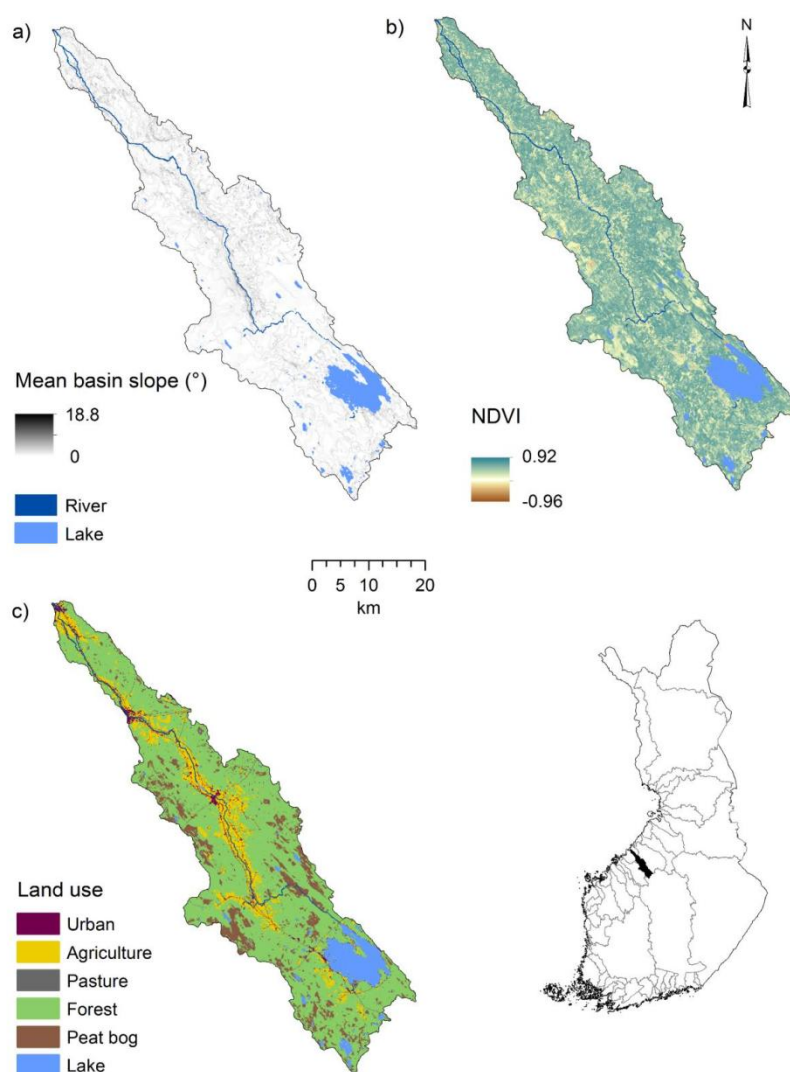 a)
b)
N
Mean basin slope (°)
18.8
0
River
Lake
NDVI
0.92
-0.96
0 5 10 20
km
c)
Land use
Urban
Agriculture
Pasture
Forest
Peat bog
Lake